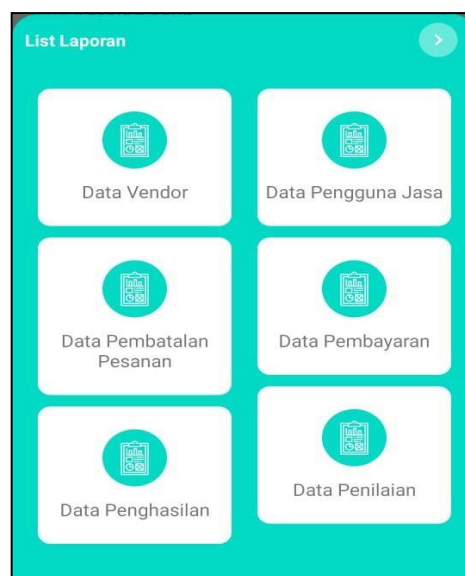 List Laporan
Data Vendor
Data Pengguna Jasa
Data Pembatalan
Pesanan
Data Pembayaran
Data Penghasilan
Data Penilaian